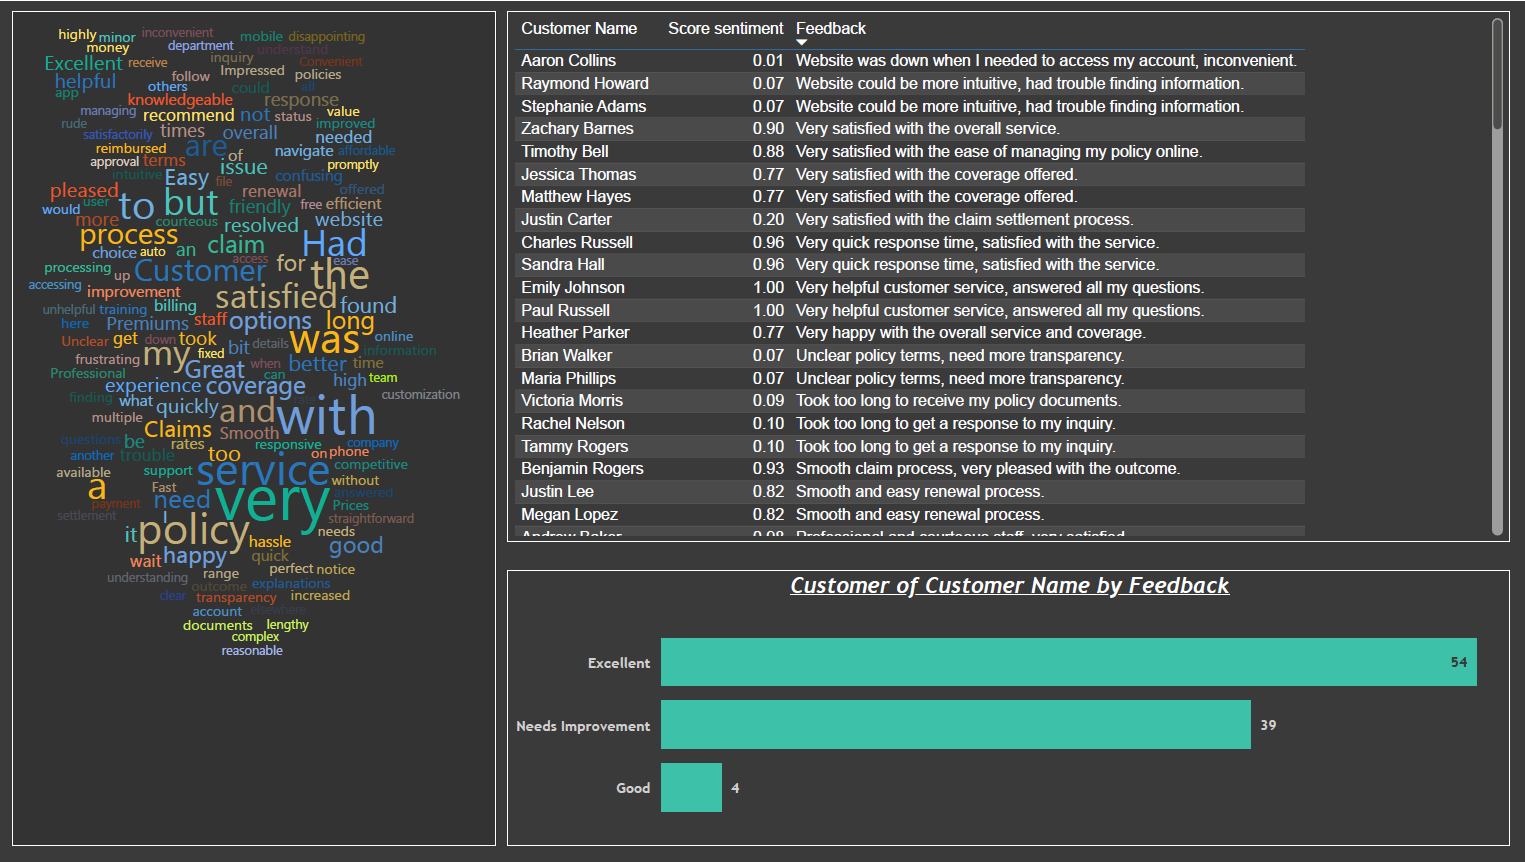 highly minor inconvenient mobile disappointing
money department understand
Excellent receive inquiry Convenient
helpful follow Impressed policies
app others could all
managing knowledgeable response
rude recommend not status value
satisfactorily times overall improved needed
reimbursed are of navigate affordable
approval terms issue promptly
intuitive Easy file confusing
pleased user renewal offered
would to but friendly free efficient
more courteous resolved website
process claim Had
choice auto an access ease
processing up Customer for the
accessing improvement satisfied found
unhelpful training billing
here Premiums staff options long
Unclear get down took was online
frustrating my fixed bit details information
Professional Great when better time
experience coverage can high team
finding what quickly and with customization
multiple Claims Smooth
questions be rates responsive company
another trouble too on phone
available support service competitive
a Fast very without answered
payment need Prices
settlement I straightforward
it policy hassle needs
wait happy quick good
understanding range perfect notice
outcome explanations
clear transparency increased
account elsewhere
documents lengthy
complex
reasonable
Customer Name Score sentiment Feedback
Aaron Collins 0.01 Website was down when I needed to access my account, inconvenient.
Raymond Howard 0.07 Website could be more intuitive, had trouble finding information.
Stephanie Adams 0.07 Website could be more intuitive, had trouble finding information.
Zachary Barnes 0.90 Very satisfied with the overall service.
Timothy Bell 0.88 Very satisfied with the ease of managing my policy online.
Jessica Thomas 0.77 Very satisfied with the coverage offered.
Matthew Hayes 0.77 Very satisfied with the coverage offered.
Justin Carter 0.20 Very satisfied with the claim settlement process.
Charles Russell 0.96 Very quick response time, satisfied with the service.
Sandra Hall 0.96 Very quick response time, satisfied with the service.
Emily Johnson 1.00 Very helpful customer service, answered all my questions.
Paul Russell 1.00 Very helpful customer service, answered all my questions.
Heather Parker 0.77 Very happy with the overall service and coverage.
Brian Walker 0.07 Unclear policy terms, need more transparency.
Maria Phillips 0.07 Unclear policy terms, need more transparency.
Victoria Morris 0.09 Took too long to receive my policy documents.
Rachel Nelson 0.10 Took too long to get a response to my inquiry.
Tammy Rogers 0.10 Took too long to get a response to my inquiry.
Benjamin Rogers 0.93 Smooth claim process, very pleased with the outcome.
Justin Lee 0.82 Smooth and easy renewal process.
Megan Lopez 0.82 Smooth and easy renewal process.
Andrew Baker 0.98 Professional and courteous staff, very satisfied
Customer of Customer Name by Feedback
Excellent 54
Needs Improvement 39
Good 4